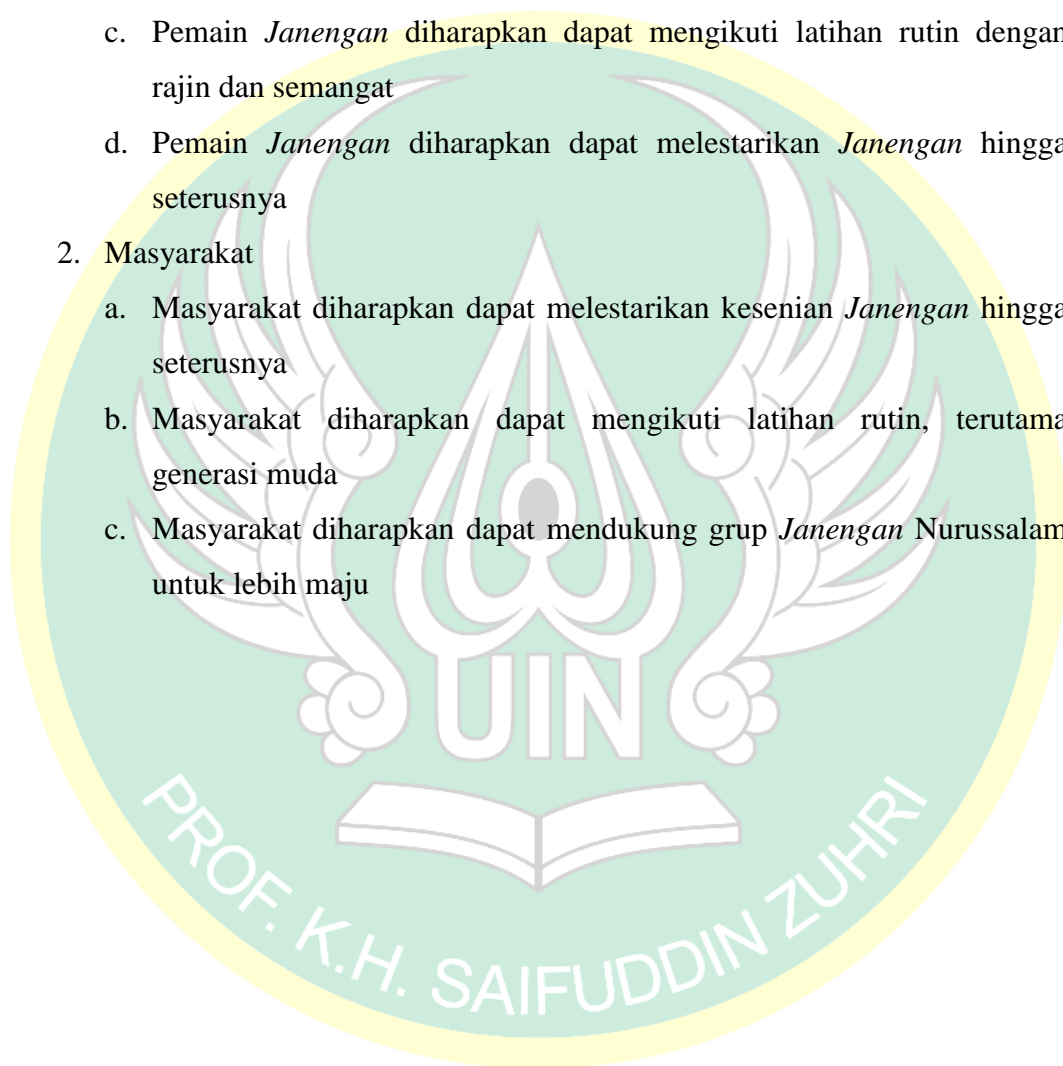 c. Pemain Janengan diharapkan dapat mengikuti latihan rutin dengan
rajin dan semangat
d. Pemain Janengan diharapkan dapat melestarikan Janengan hingga
seterusnya
2. Masyarakat
a. Masyarakat diharapkan dapat melestarikan kesenian Janengan hingga
seterusnya
b. Masyarakat diharapkan dapat mengikuti latihan rutin, terutama
generasi muda
c. Masyarakat diharapkan dapat mendukung grup Janengan Nurussalam
untuk lebih maju
UIN
PROF. K.H. SAIFUDDIN ZUHRI